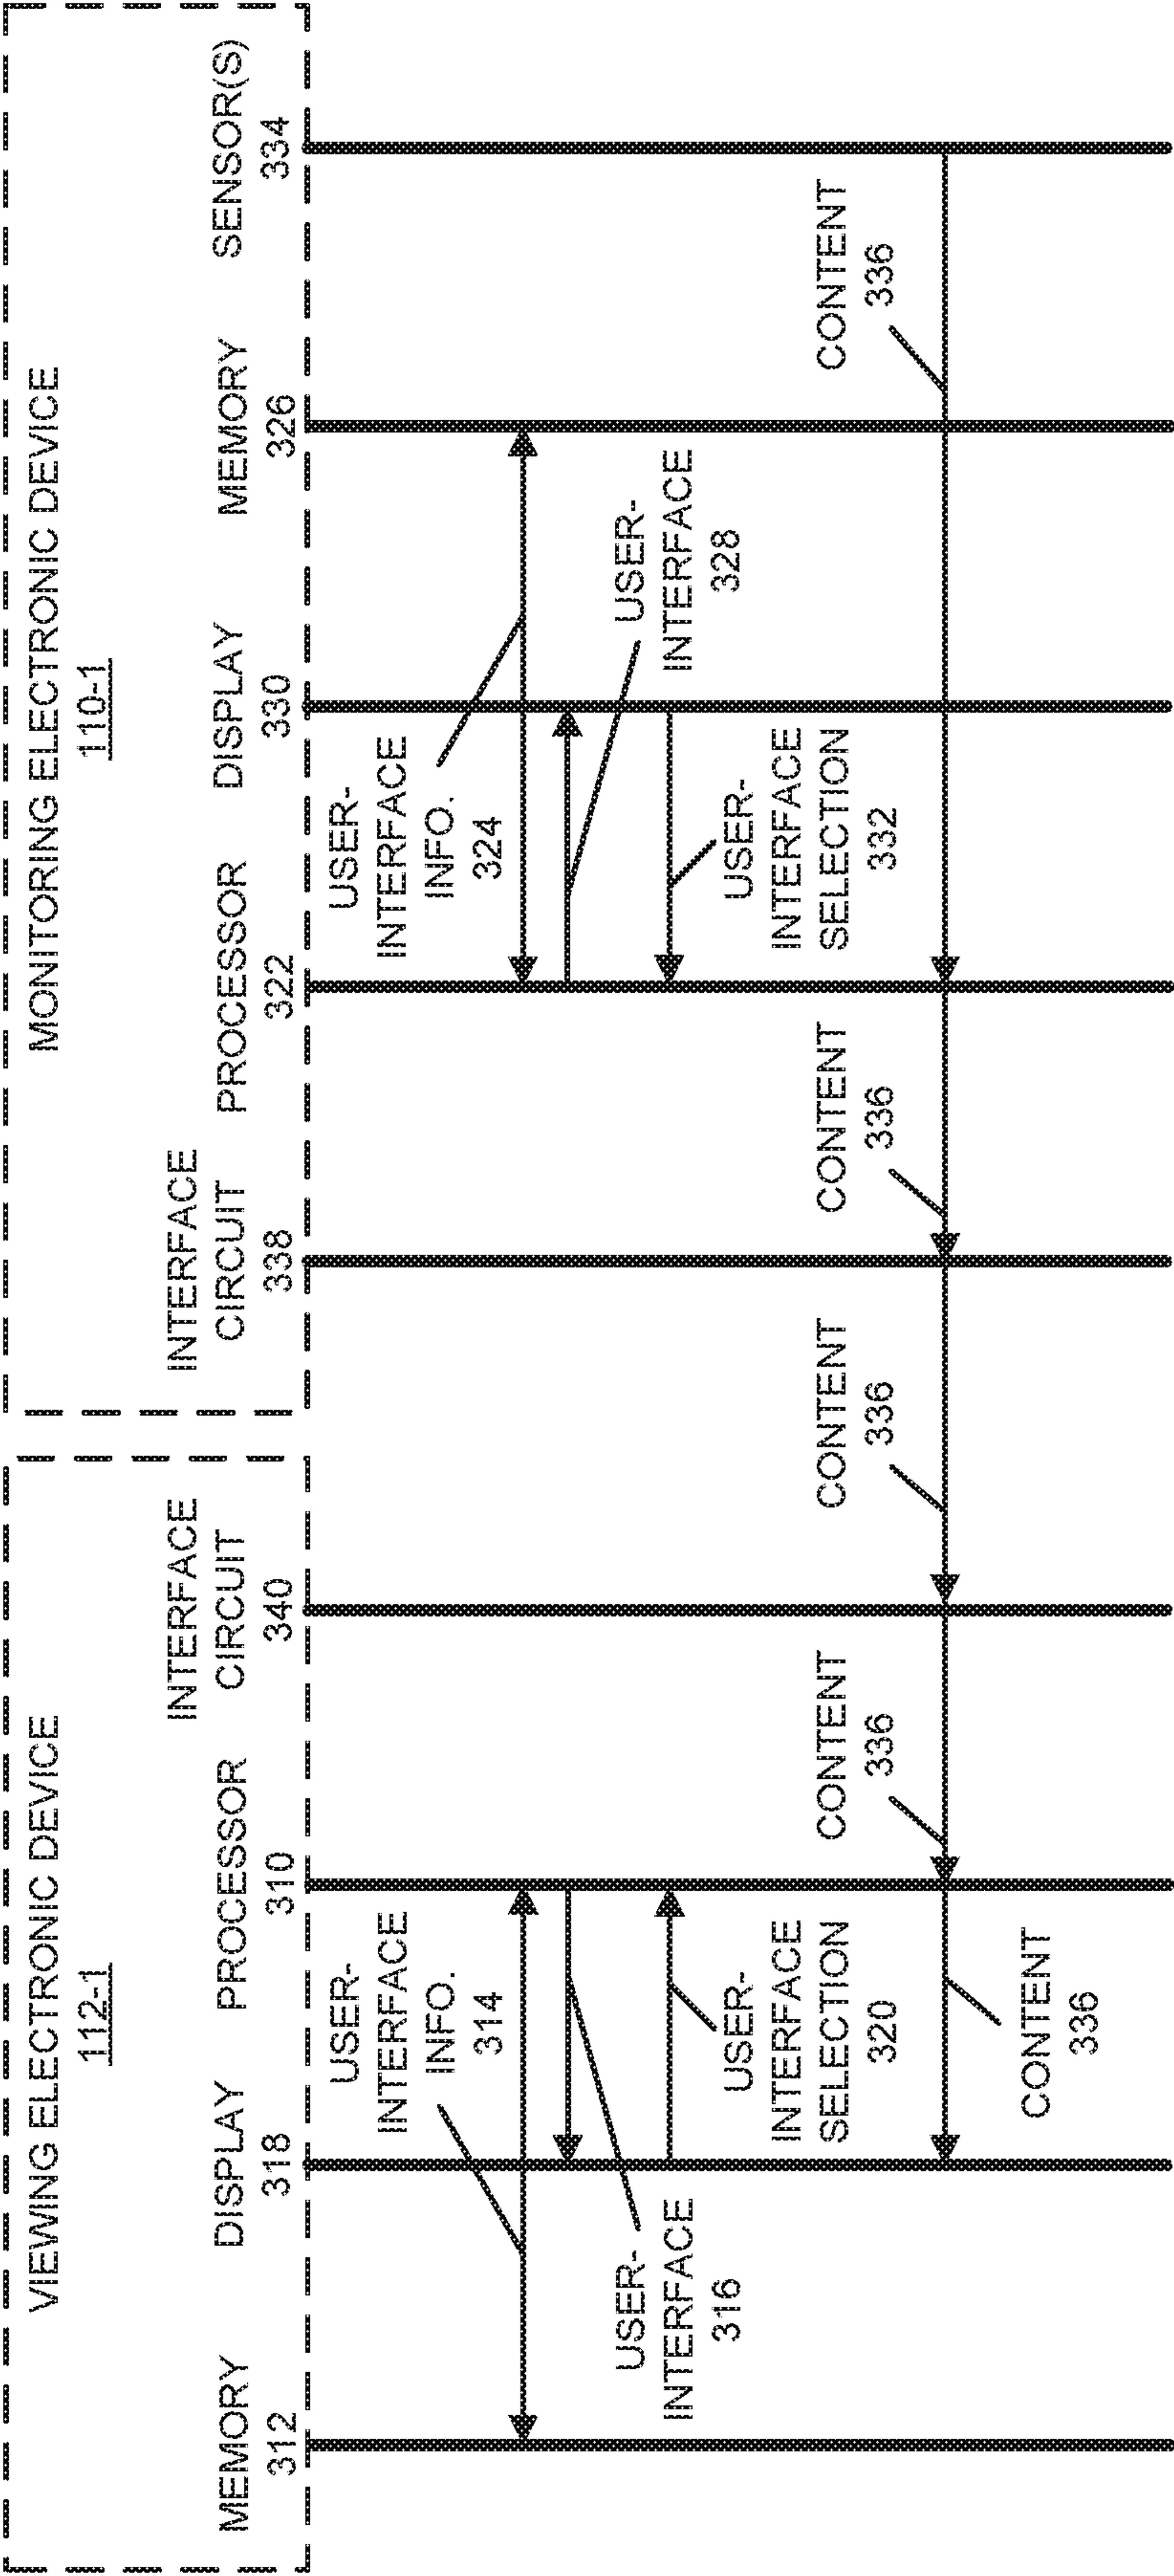 VIEWING ELECTRONIC DEVICE
112-1
MEMORY
312
DISPLAY
318
PROCESSOR
310
INTERFACE
CIRCUIT
340
MONITORING ELECTRONIC DEVICE
110-1
INTERFACE
CIRCUIT
338
PROCESSOR
322
DISPLAY
330
MEMORY
326
SENSOR(S)
334
USER-
INTERFACE
INFO.
314
USER-
INTERFACE
316
USER-
INTERFACE
SELECTION
320
USER-
INTERFACE
INFO.
324
USER-
INTERFACE
328
USER-
INTERFACE
SELECTION
332
CONTENT
336
CONTENT
336
CONTENT
336
CONTENT
336
CONTENT
336